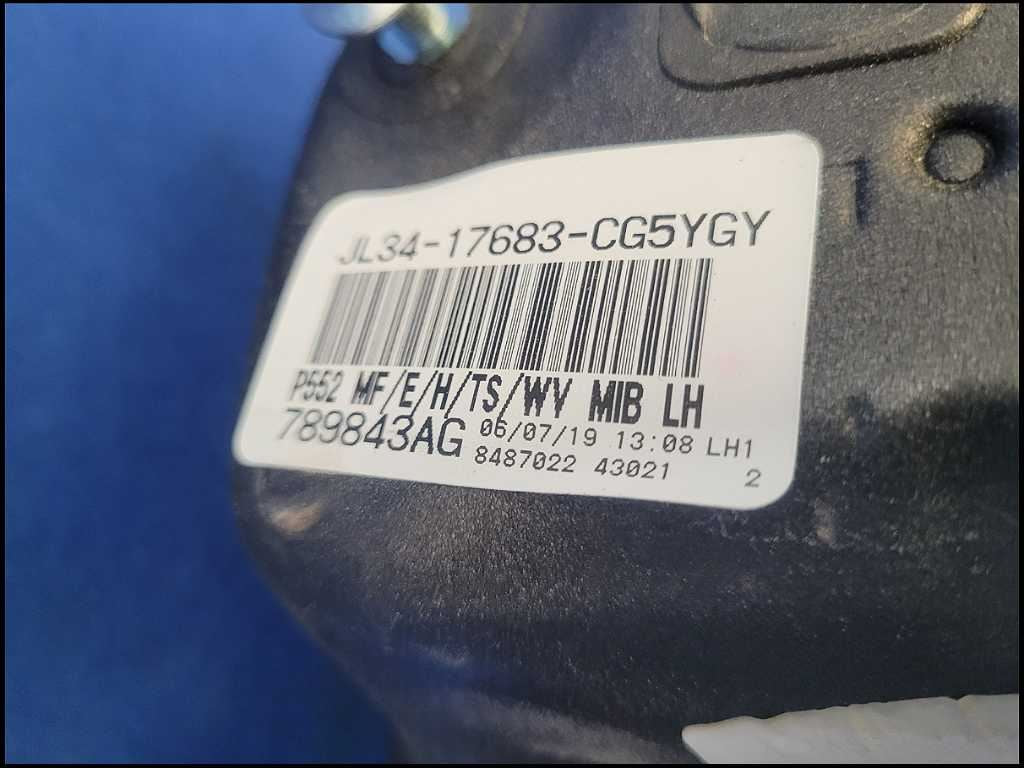 JL34-17683-CG5YGY
P552 MF/E/H/TS/WV MIB LH
789843AG 06/07/19 13:08 LH1
8487022 43021 2
1